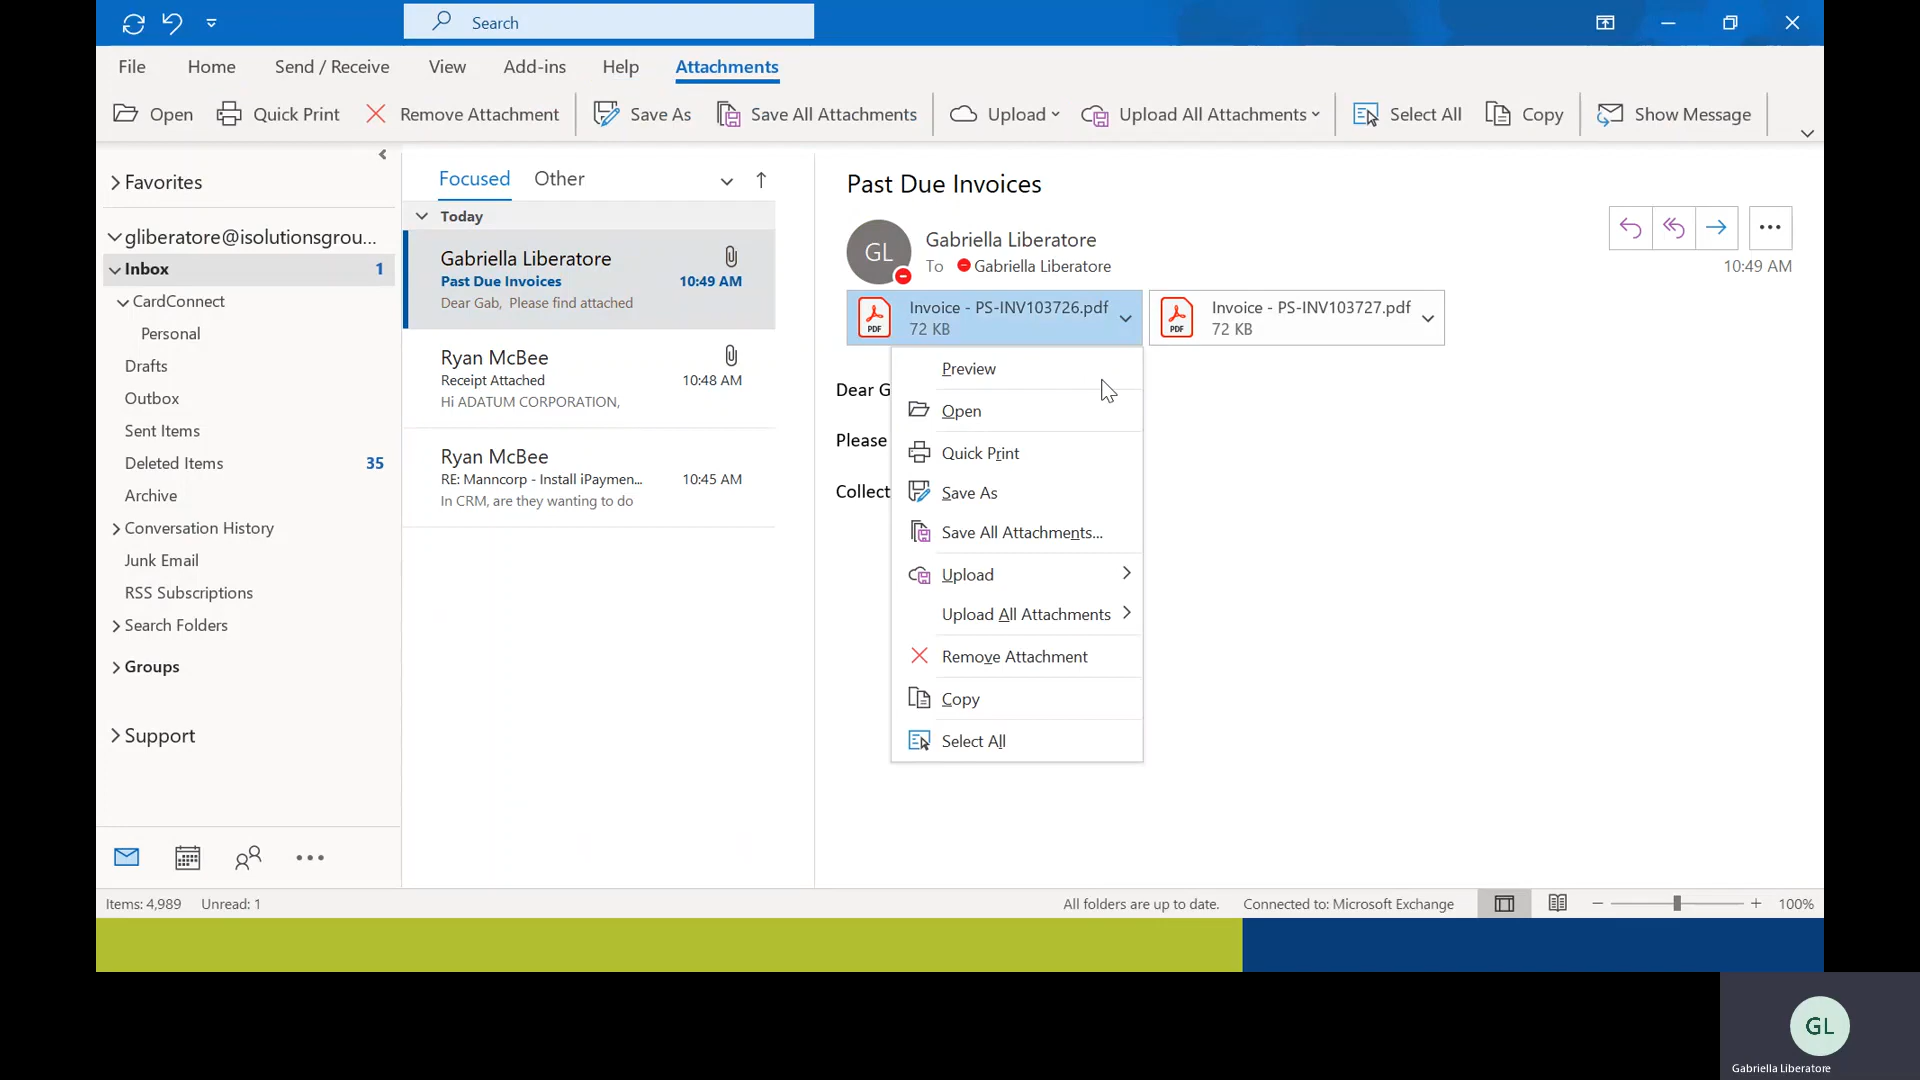 Search
File Home Send / Receive View Add-ins Help Attachments
Open Quick Print Remove Attachment Save As Save All Attachments Upload Upload All Attachments Select All Copy Show Message
Favorites
gliberatore@isolutionsgrou...
Inbox 1
CardConnect
Personal
Drafts
Outbox
Sent Items
Deleted Items 35
Archive
Conversation History
Junk Email
RSS Subscriptions
Search Folders
Groups
Support
Focused Other
Today
Gabriella Liberatore
Past Due Invoices 10:49 AM
Dear Gab, Please find attached
Ryan McBee
Receipt Attached 10:48 AM
Hi ADATUM CORPORATION,
Ryan McBee
RE: Manncorp - Install iPaymen... 10:45 AM
In CRM, are they wanting to do
Past Due Invoices
GL
Gabriella Liberatore
To Gabriella Liberatore
10:49 AM
PDF
Invoice - PS-INV103726.pdf
72 KB
PDF
Invoice - PS-INV103727.pdf
72 KB
Dear G
Please
Collect
Preview
Open
Quick Print
Save As
Save All Attachments...
Upload
Upload All Attachments
Remove Attachment
Copy
Select All
Items: 4,989 Unread: 1 All folders are up to date. Connected to: Microsoft Exchange 100%
GL
Gabriella Liberatore